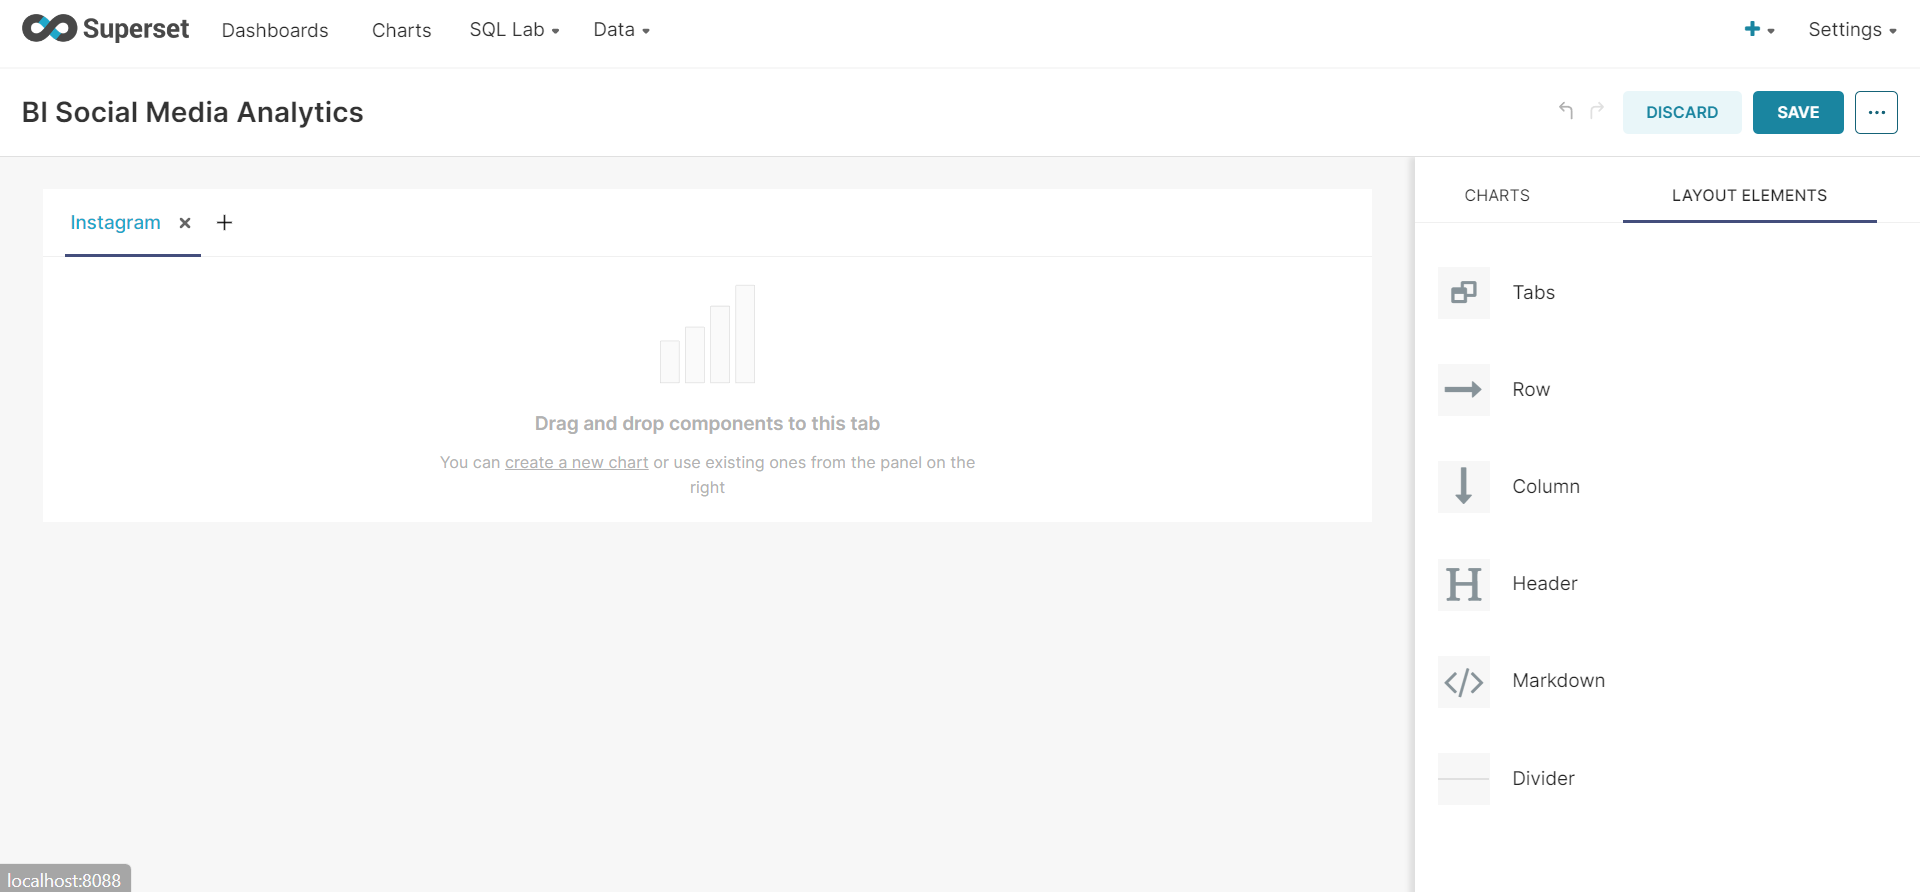 Superset Dashboards Charts SQL Lab Data Settings
BI Social Media Analytics
DISCARD SAVE ...
Instagram
CHARTS LAYOUT ELEMENTS
Drag and drop components to this tab
You can create a new chart or use existing ones from the panel on the
right
Tabs
Row
Column
H Header
</> Markdown
Divider
localhost:8088